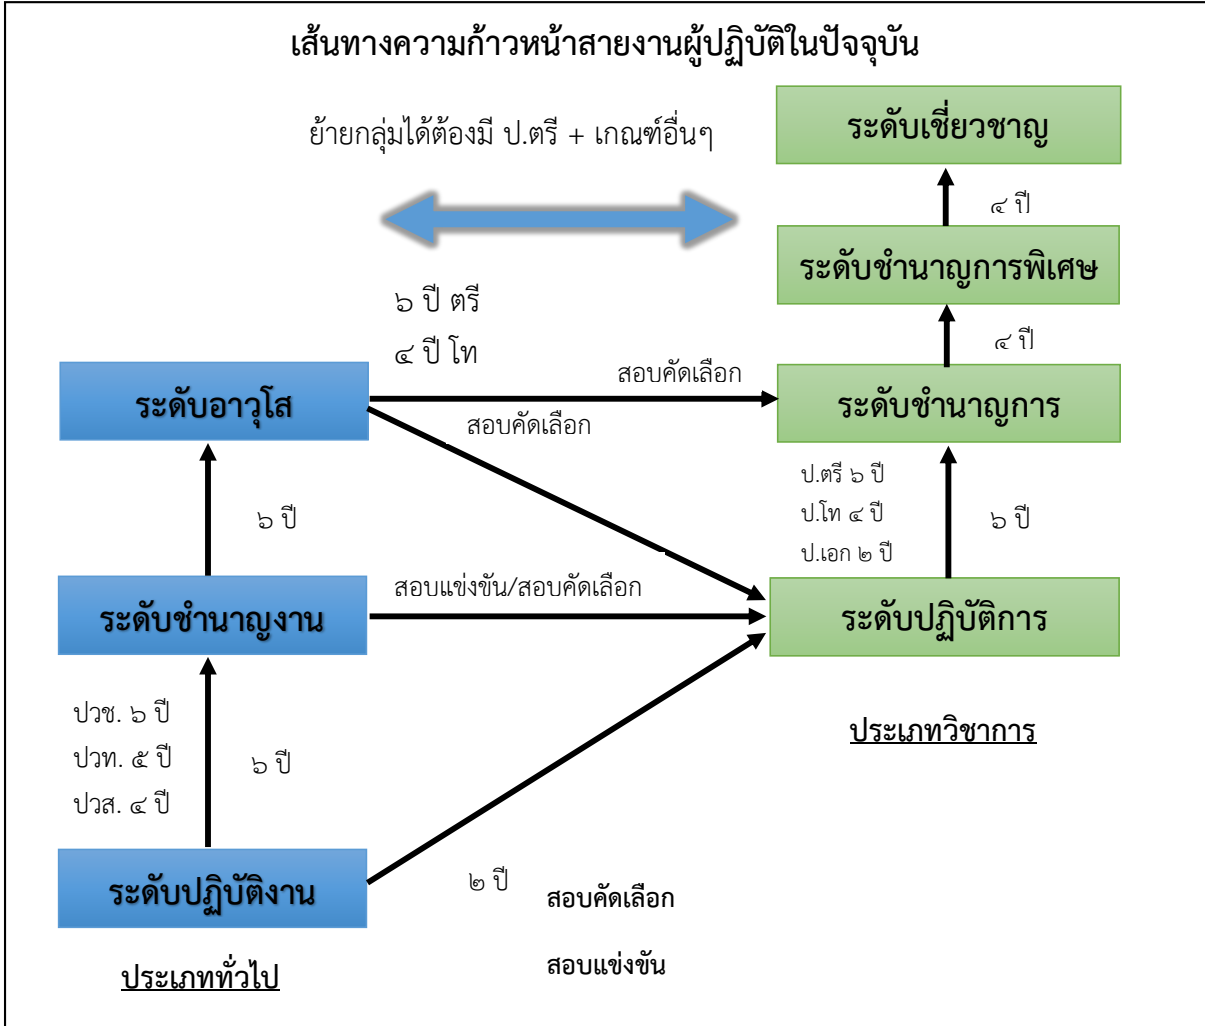 เส้นทางความก้าวหน้าสายงานผู้ปฏิบัติในปัจจุบัน
ย้ายกลุ่มได้ต้องมี ป.ตรี + เกณฑ์อื่นๆ
ระดับเชี่ยวชาญ
๔ ปี
ระดับชำนาญการพิเศษ
๖ ปี ตรี
๔ ปี โท
๔ ปี
ระดับอาวุโส
สอบคัดเลือก
สอบคัดเลือก
ระดับชำนาญการ
๖ ปี
ป.ตรี ๖ ปี
ป.โท ๔ ปี
ป.เอก ๒ ปี
๖ ปี
ระดับชำนาญงาน
สอบแข่งขัน/สอบคัดเลือก
ระดับปฏิบัติการ
ปวช. ๖ ปี
ปวท. ๕ ปี
ปวส. ๔ ปี
๖ ปี
ประเภทวิชาการ
ระดับปฏิบัติงาน
๒ ปี
สอบคัดเลือก
สอบแข่งขัน
ประเภททั่วไป